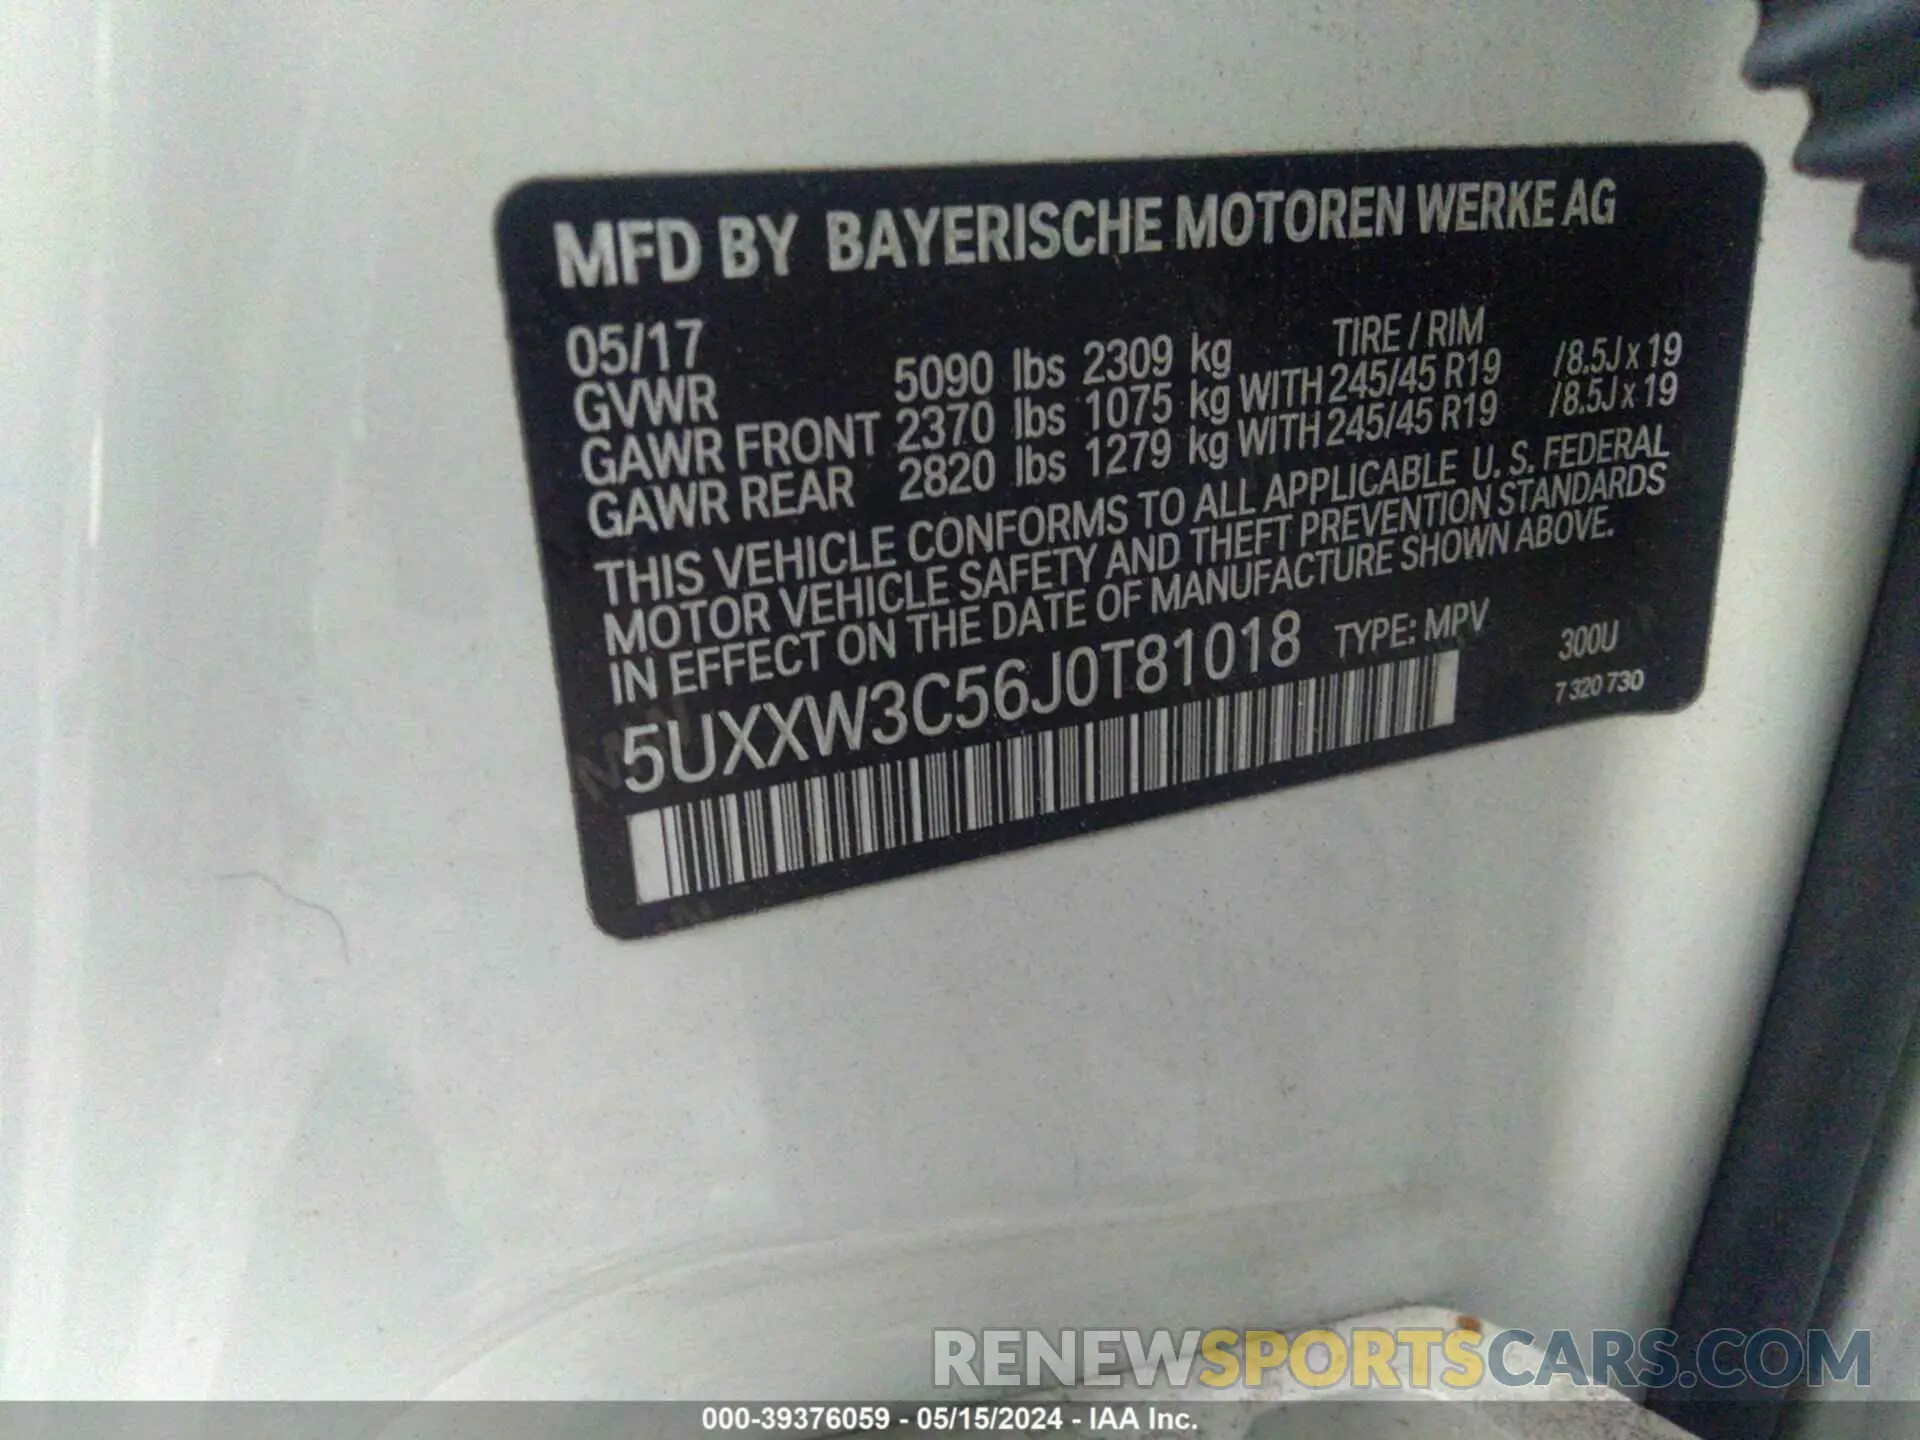 MFD BY BAYERISCHE MOTOREN WERKE AG
05/17 TIRE / RIM
GVWR 5090 lbs 2309 kg
GAWR FRONT 2370 lbs 1075 kg WITH 245/45 R19 /8.5J x 19
GAWR REAR 2820 lbs 1279 kg WITH 245/45 R19 /8.5J x 19
THIS VEHICLE CONFORMS TO ALL APPLICABLE U. S. FEDERAL
MOTOR VEHICLE SAFETY AND THEFT PREVENTION STANDARDS
IN EFFECT ON THE DATE OF MANUFACTURE SHOWN ABOVE.
5UXXW3C56J0T81018 TYPE: MPV 300U
7 320 730
RENEWSPORTSCARS.COM
000-39376059 - 05/15/2024 - IAA Inc.